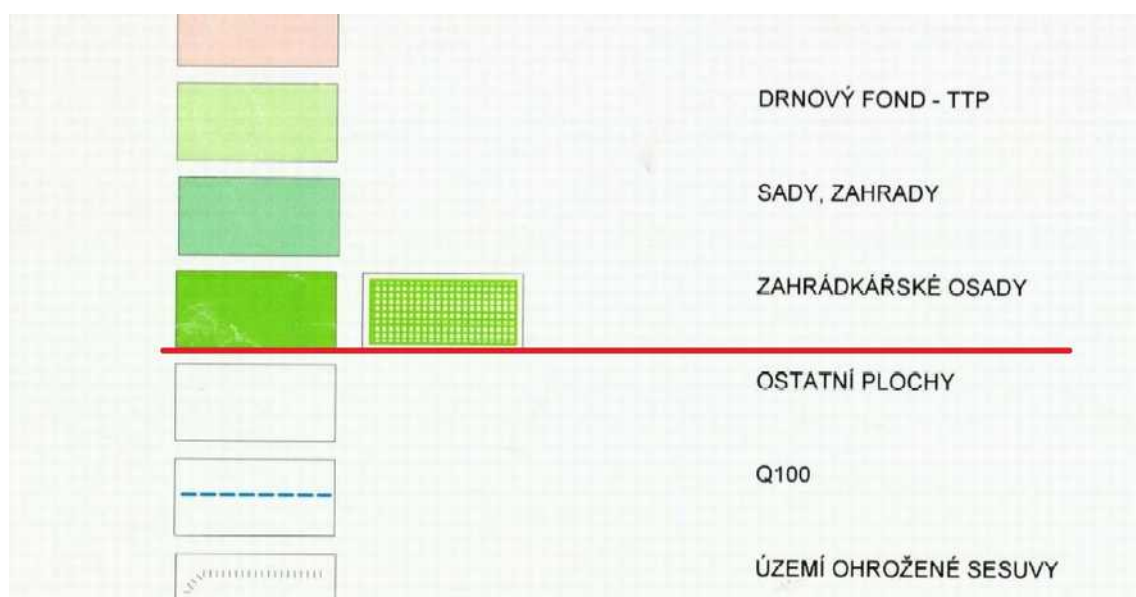 DRNOVÝ FOND - TTP
SADY, ZAHRADY
ZAHRÁDKÁŘSKÉ OSADY
OSTATNÍ PLOCHY
Q100
ÚZEMÍ OHROŽENÉ SESUVY